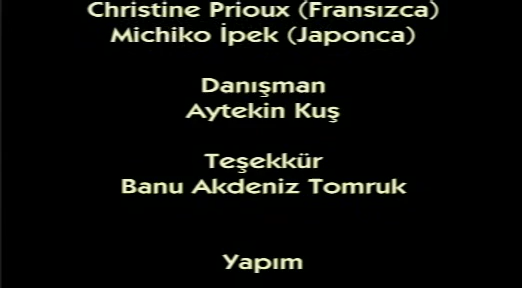 Christine Prioux (Fransızca)
Michiko İpek (Japonca)
Danışman
Aytekin Kuş
Teşekkür
Banu Akdeniz Tomruk
Yapım